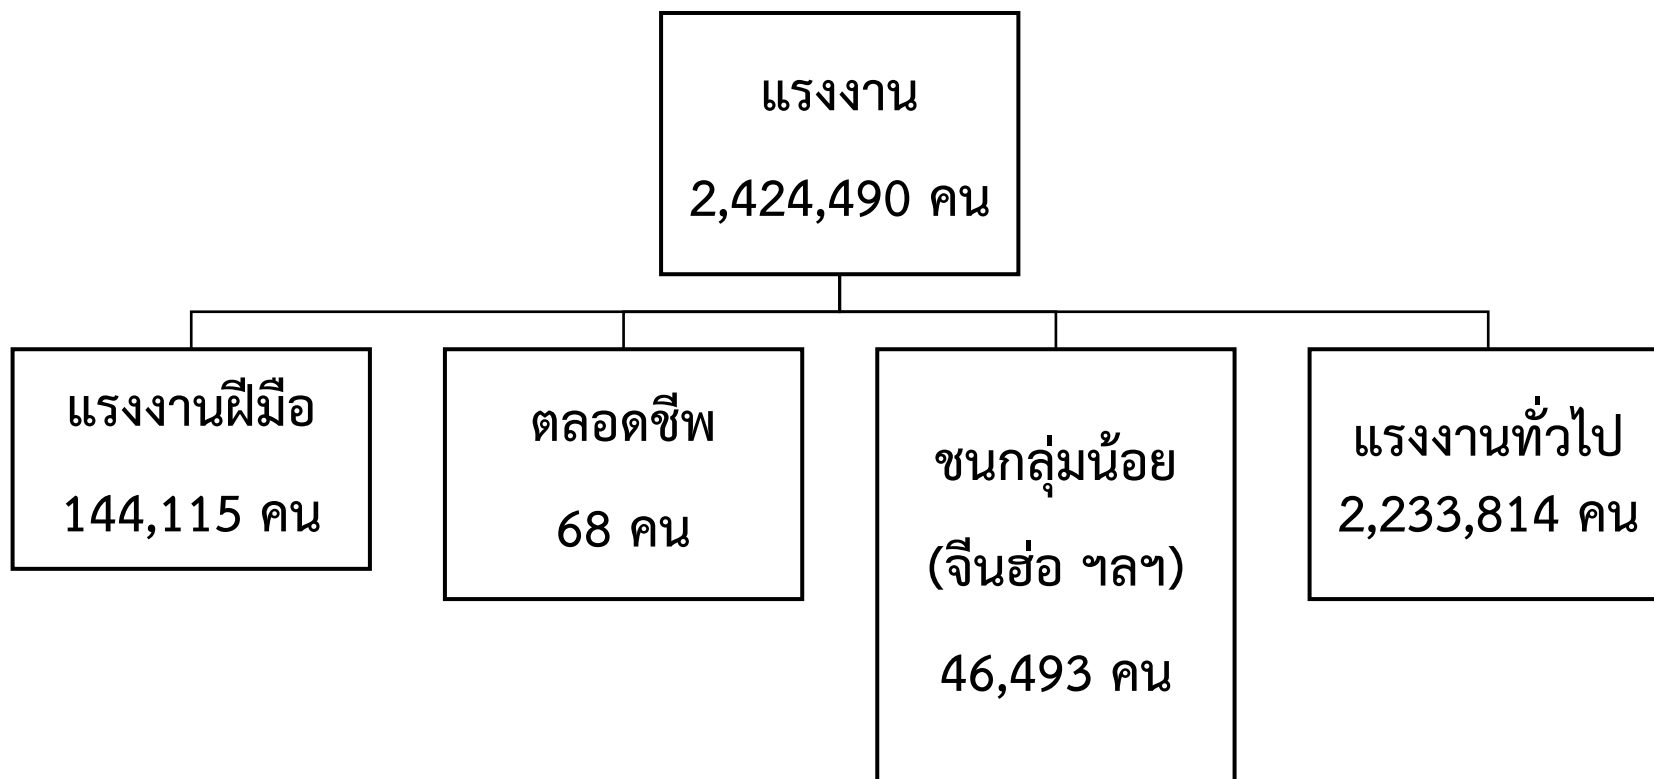 แรงงาน
2,424,490 คน
แรงงานฝีมือ
144,115 คน
ตลอดชีพ
68 คน
ชนกลุ่มน้อย
(จีนฮ่อ ฯลฯ)
46,493 คน
แรงงานทั่วไป
2,233,814 คน